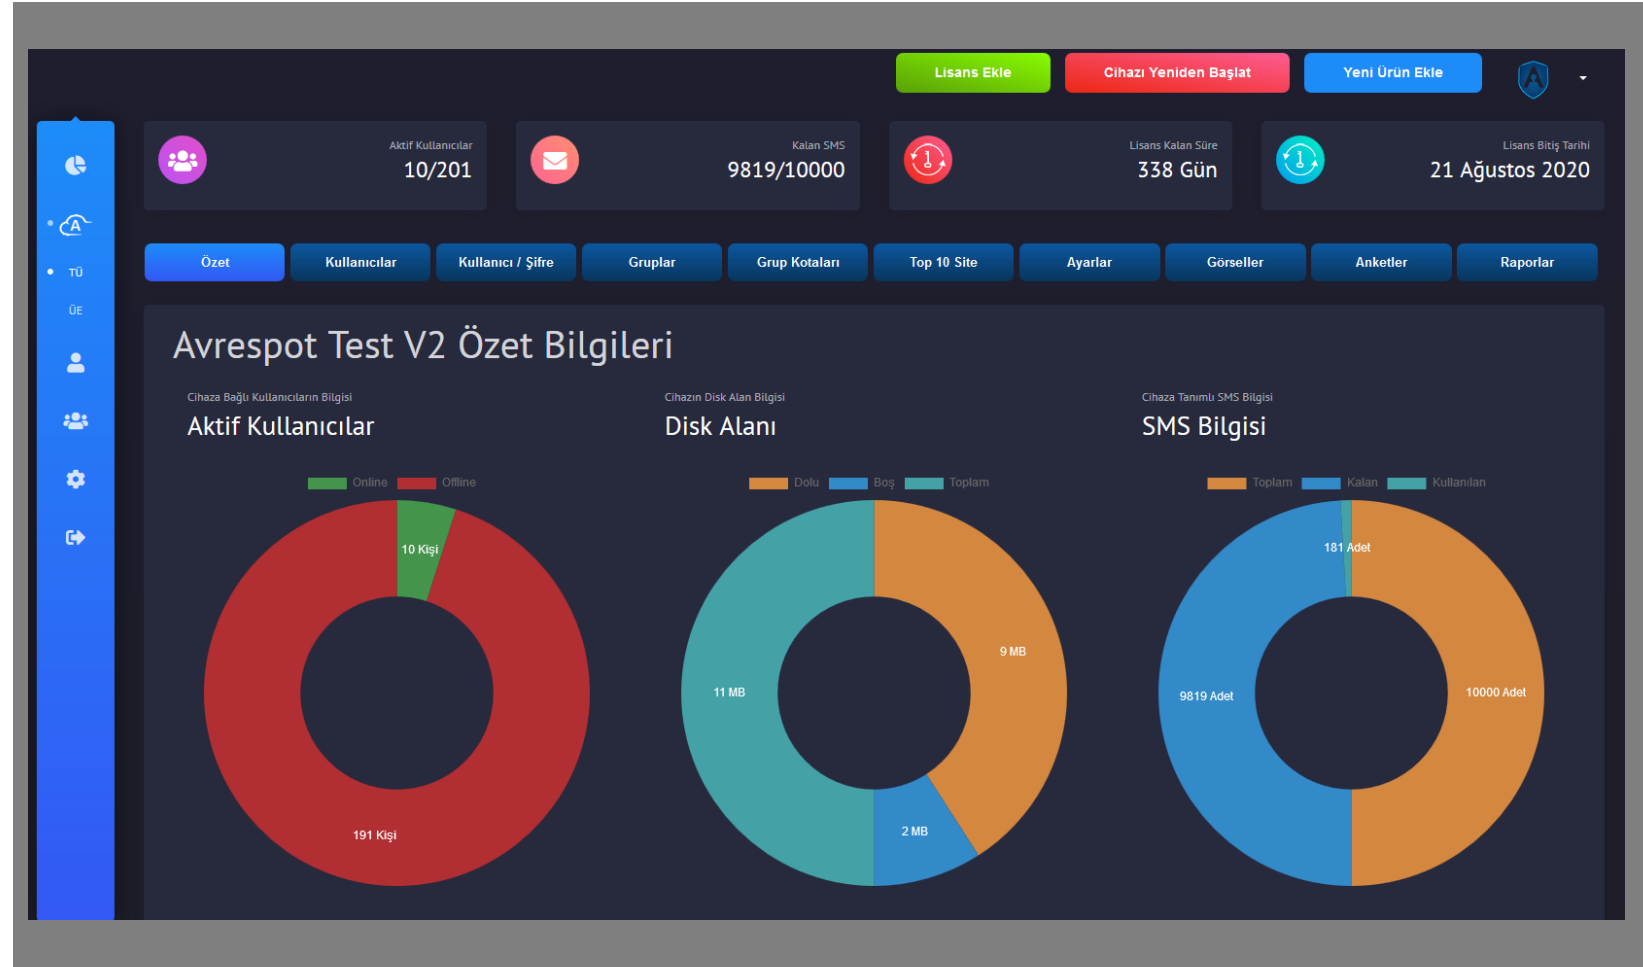 Lisans Ekle
Cihazı Yeniden Başlat
Yeni Ürün Ekle
Aktif Kullanıcılar
10/201
Kalan SMS
9819/10000
Lisans Kalan Süre
338 Gün
Lisans Bitiş Tarihi
21 Ağustos 2020
A
TÜ
ÜE
Özet
Kullanıcılar
Kullanıcı / Şifre
Gruplar
Grup Kotaları
Top 10 Site
Ayarlar
Görseller
Anketler
Raporlar
Avrespot Test V2 Özet Bilgileri
Cihaza Bağlı Kullanıcıların Bilgisi
Aktif Kullanıcılar
Online
Offline
10 Kişi
191 Kişi
Cihazın Disk Alan Bilgisi
Disk Alanı
Dolu
Boş
Toplam
9 MB
11 MB
2 MB
Cihaza Tanımlı SMS Bilgisi
SMS Bilgisi
Toplam
Kalan
Kullanılan
181 Adet
9819 Adet
10000 Adet